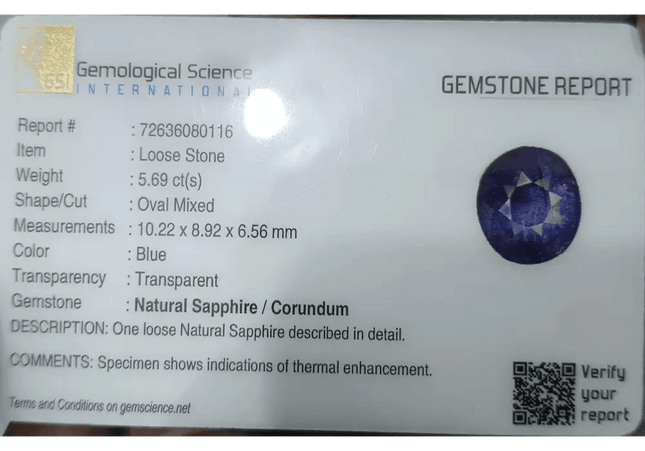 GSI
Gemological Science
INTERNATIONAL
GEMSTONE REPORT
Report # : 72636080116
Item : Loose Stone
Weight : 5.69 ct(s)
Shape/Cut : Oval Mixed
Measurements : 10.22 x 8.92 x 6.56 mm
Color : Blue
Transparency : Transparent
Gemstone : Natural Sapphire / Corundum
DESCRIPTION: One loose Natural Sapphire described in detail.
COMMENTS: Specimen shows indications of thermal enhancement.
Terms and Conditions on gemscience.net
Verify
your
report